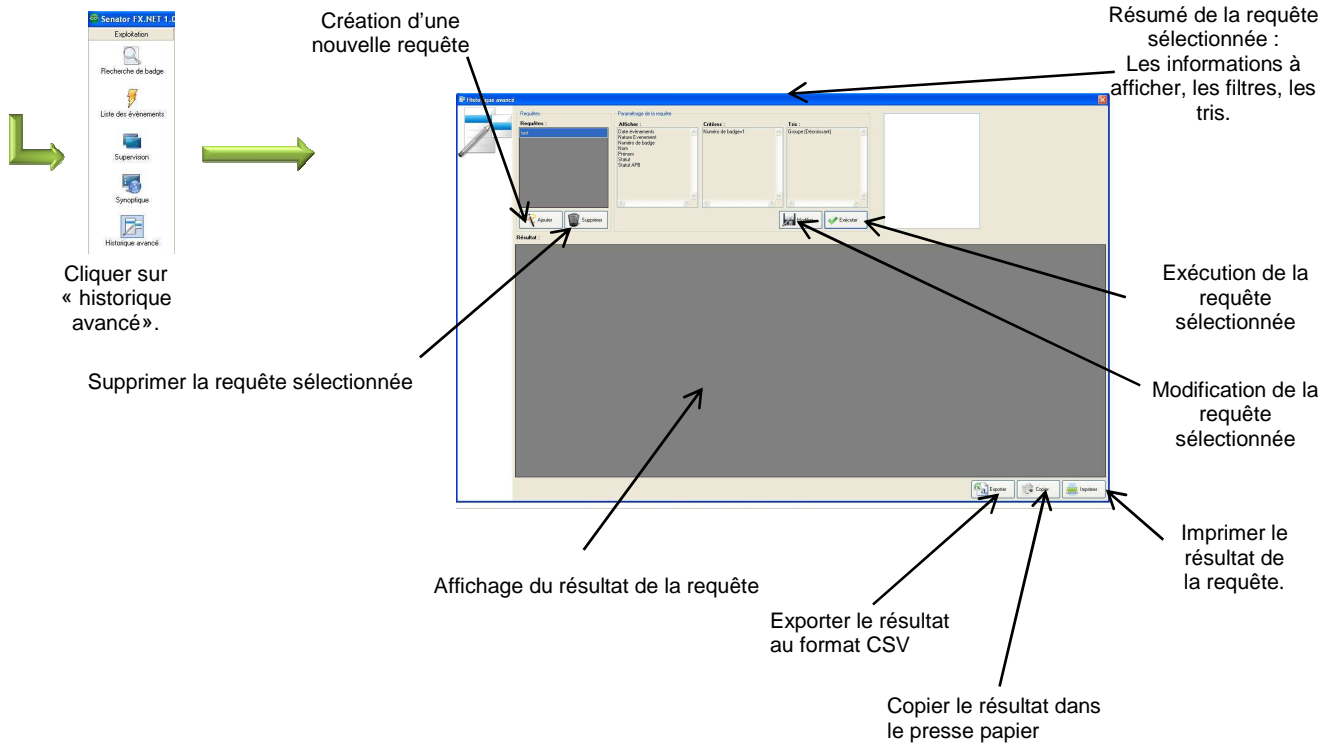 Senator FX.NET 1.0
Exploitation
Recherche de badge
Liste des évènements
Supervision
Synoptique
Historique avancé
Cliquer sur
« historique
avancé».
Création d'une
nouvelle requête
Résumé de la requête
sélectionnée :
Les informations à
afficher, les filtres, les
tris.
Historique avancé
Requêtes
Requêtes :
test
Paramétrage de la requête
Afficher :
Date évènements
Nature Evenement
Numéro de badge
Nom
Prénom
Statut
Statut APB
Critères :
Numéro de badge=1
Tris :
Groupe (Décroissant)
Ajouter
Supprimer
Modifier
Exécuter
Résultat :
Exporter
Copier
Imprimer
Supprimer la requête sélectionnée
Exécution de la
requête
sélectionnée
Modification de la
requête
sélectionnée
Imprimer le
résultat de
la requête.
Affichage du résultat de la requête
Exporter le résultat
au format CSV
Copier le résultat dans
le presse papier